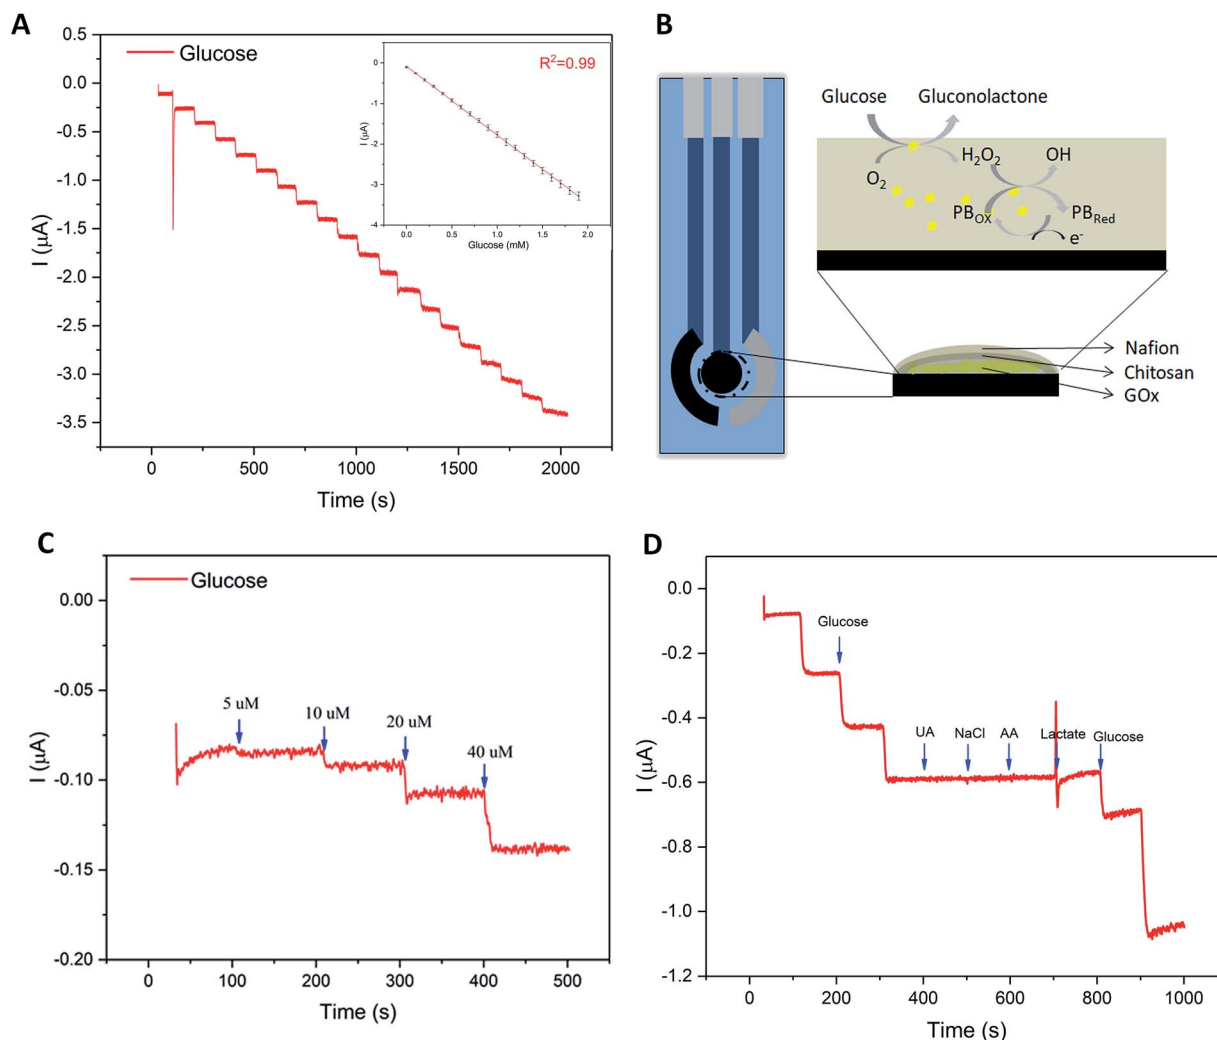 A
Glucose
R²=0.99
0.5
0.0
-0.5
-1.0
-1.5
-2.0
-2.5
-3.0
-3.5
I (μA)
0
500
1000
1500
2000
Time (s)
0
-1
-2
-3
-4
I (μA)
0.0
0.5
1.0
1.5
2.0
Glucose (mM)
B
Glucose
Gluconolactone
O₂
H₂O₂
OH
PB_OX
PB_Red
e⁻
Nafion
Chitosan
GOx
C
Glucose
0.00
-0.05
-0.10
-0.15
-0.20
I (μA)
5 uM
10 uM
20 uM
40 uM
0
100
200
300
400
500
Time (s)
D
0.0
-0.2
-0.4
-0.6
-0.8
-1.0
-1.2
I (μA)
Glucose
UA
NaCl
AA
Lactate
Glucose
0
200
400
600
800
1000
Time (s)